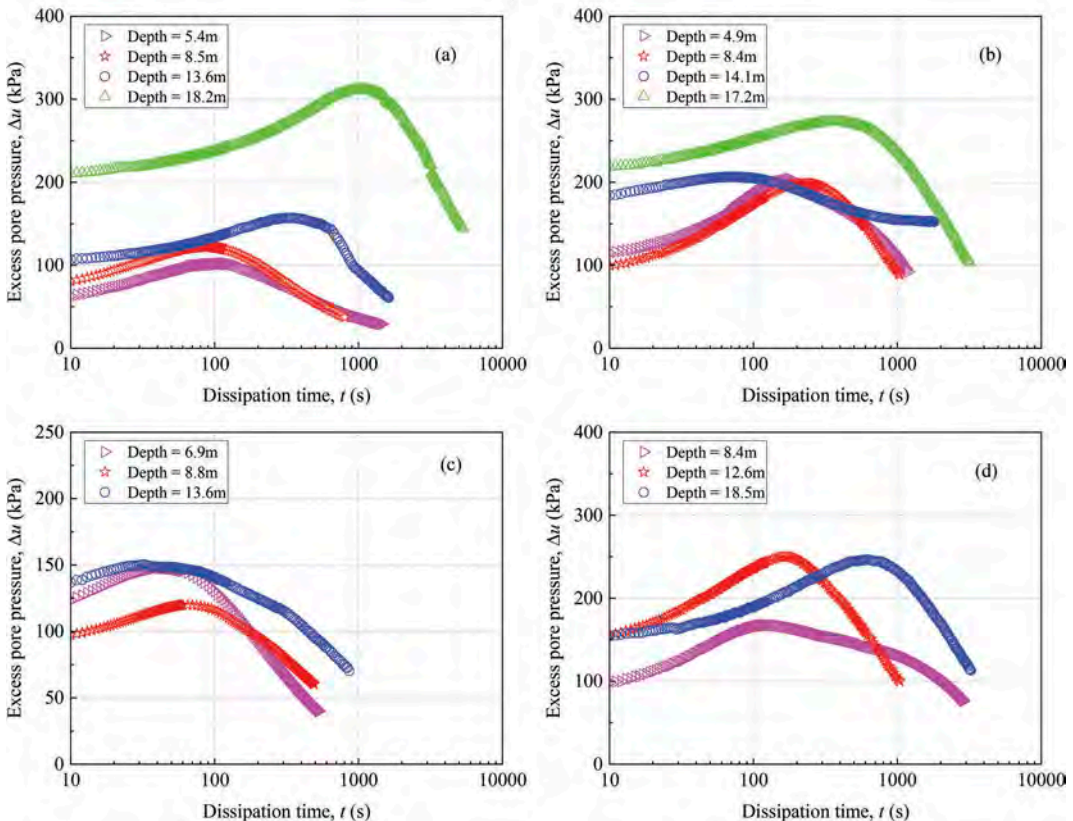 400
300
200
100
0
Excess pore pressure, Δu (kPa)
Depth = 5.4m
Depth = 8.5m
Depth = 13.6m
Depth = 18.2m
(a)
10
100
1000
10000
Dissipation time, t (s)
400
300
200
100
0
Excess pore pressure, Δu (kPa)
Depth = 4.9m
Depth = 8.4m
Depth = 14.1m
Depth = 17.2m
(b)
10
100
1000
10000
Dissipation time, t (s)
250
200
150
100
50
0
Excess pore pressure, Δu (kPa)
Depth = 6.9m
Depth = 8.8m
Depth = 13.6m
(c)
10
100
1000
10000
Dissipation time, t (s)
400
300
200
100
0
Excess pore pressure, Δu (kPa)
Depth = 8.4m
Depth = 12.6m
Depth = 18.5m
(d)
10
100
1000
10000
Dissipation time, t (s)